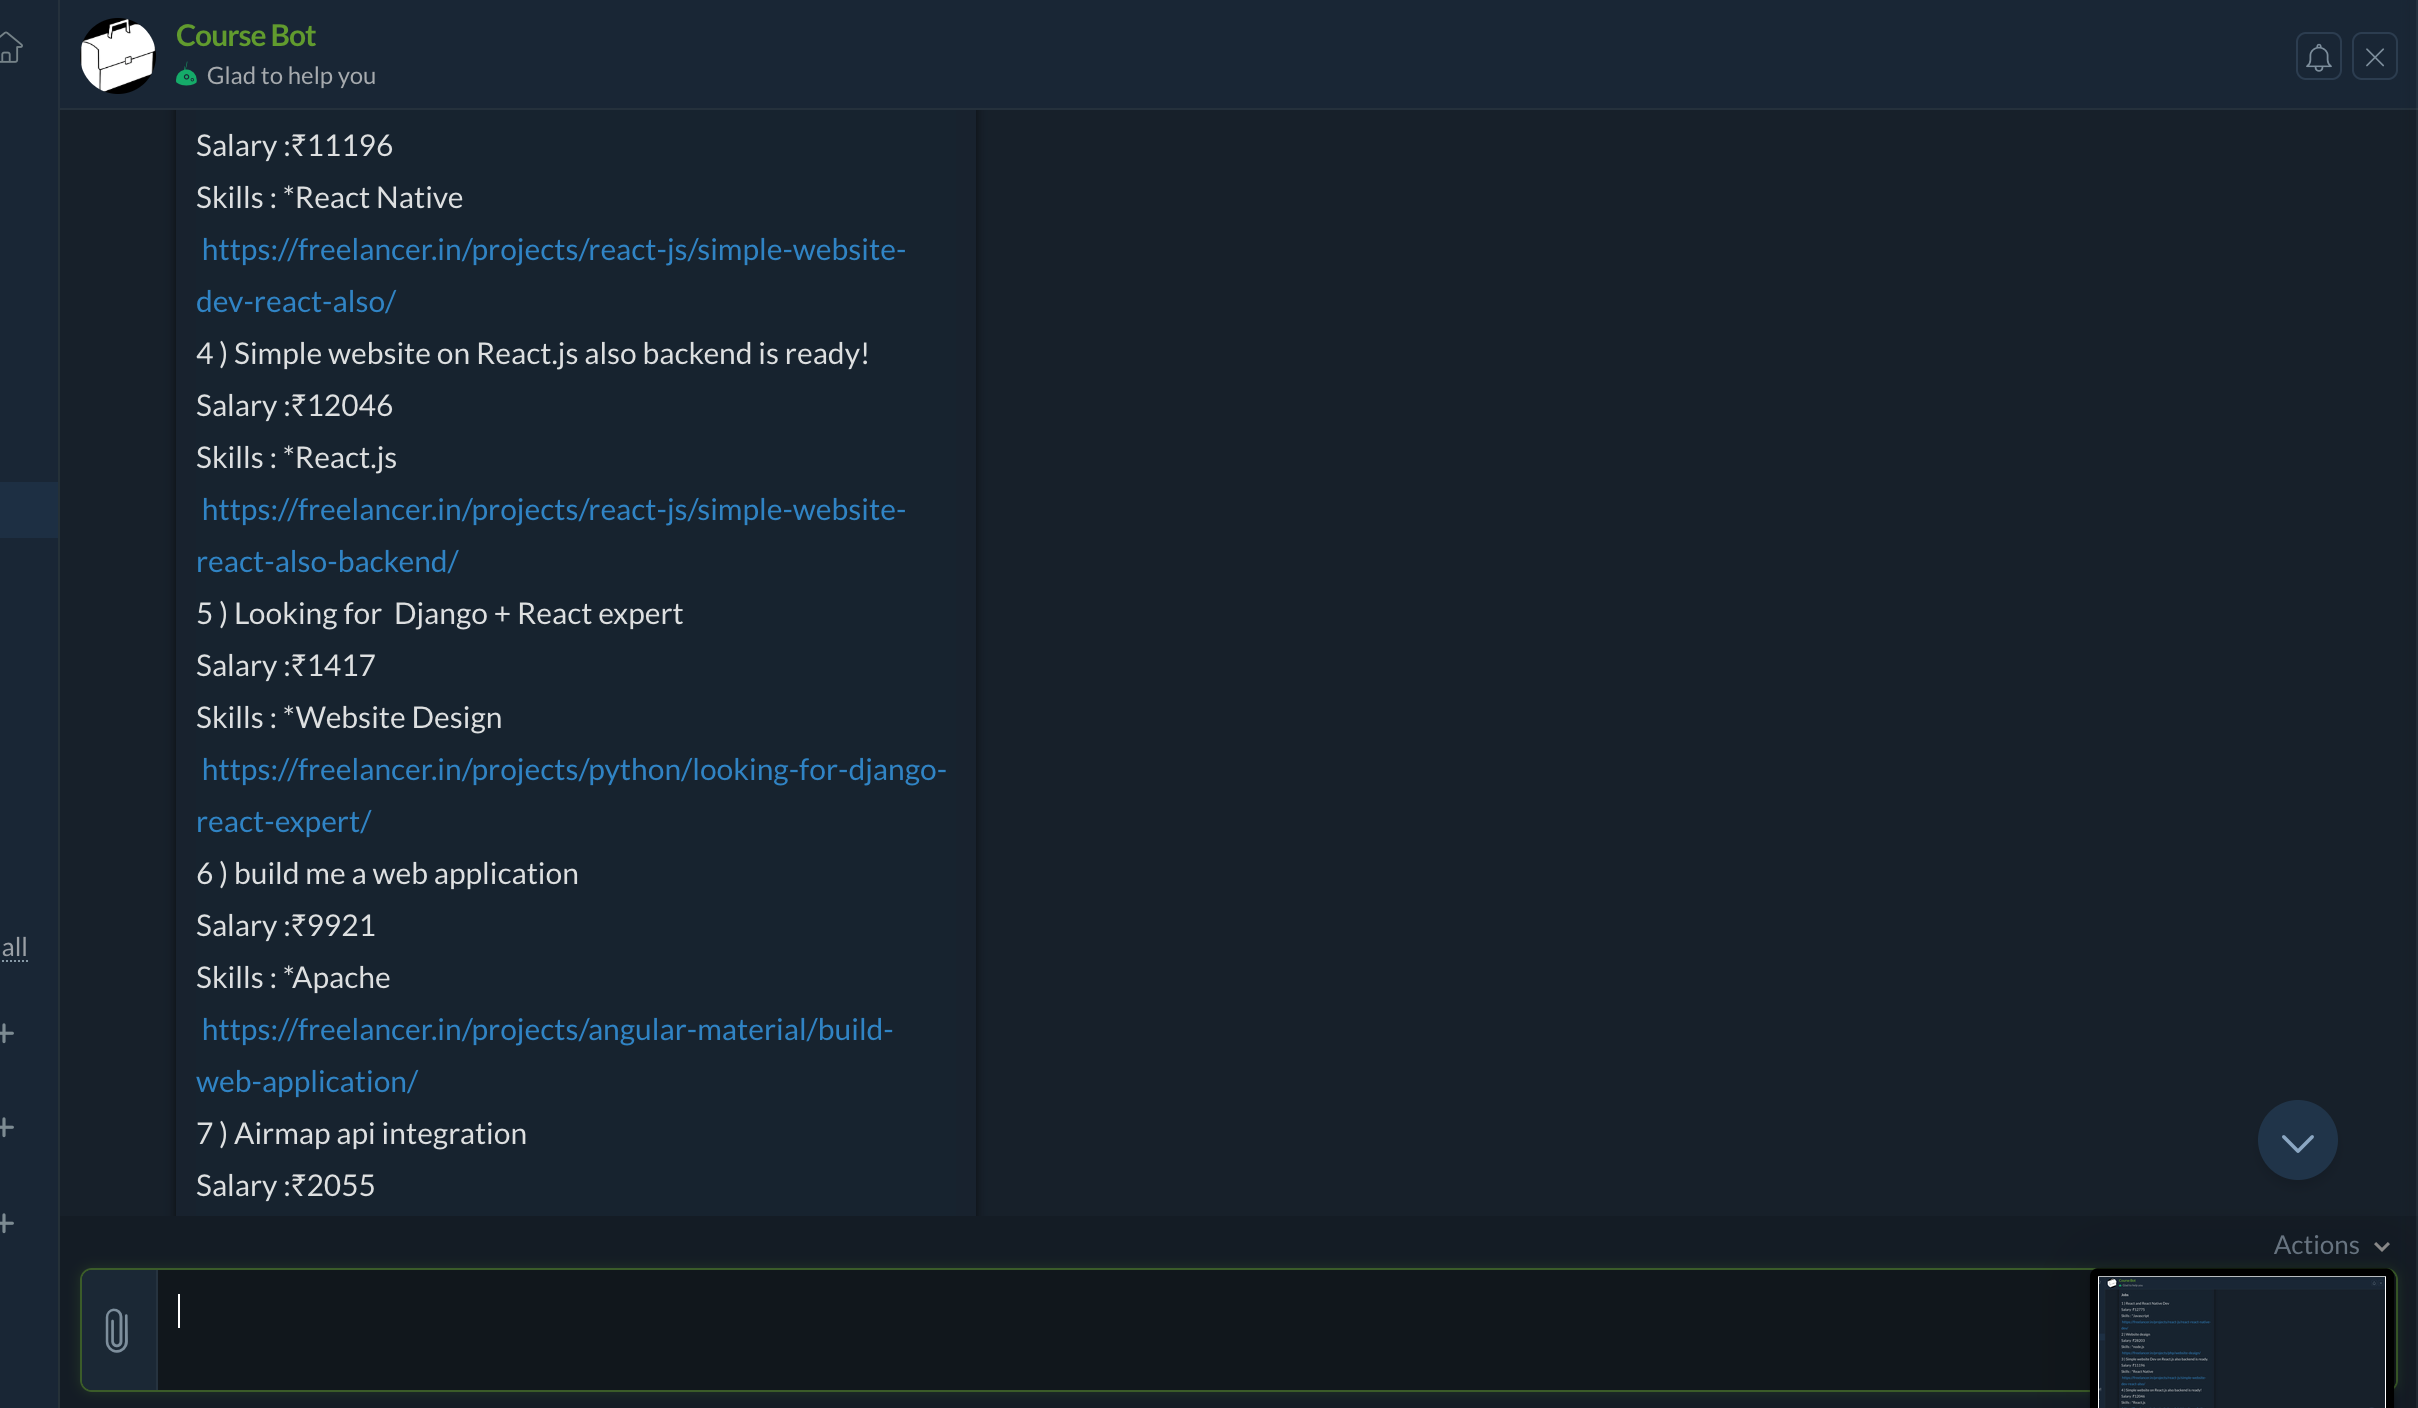 Course Bot
Glad to help you
Salary :₹11196
Skills : *React Native
https://freelancer.in/projects/react-js/simple-website-
dev-react-also/
4 ) Simple website on React.js also backend is ready!
Salary :₹12046
Skills : *React.js
https://freelancer.in/projects/react-js/simple-website-
react-also-backend/
5 ) Looking for  Django + React expert
Salary :₹1417
Skills : *Website Design
https://freelancer.in/projects/python/looking-for-django-
react-expert/
6 ) build me a web application
Salary :₹9921
Skills : *Apache
https://freelancer.in/projects/angular-material/build-
web-application/
7 ) Airmap api integration
Salary :₹2055
all
Actions